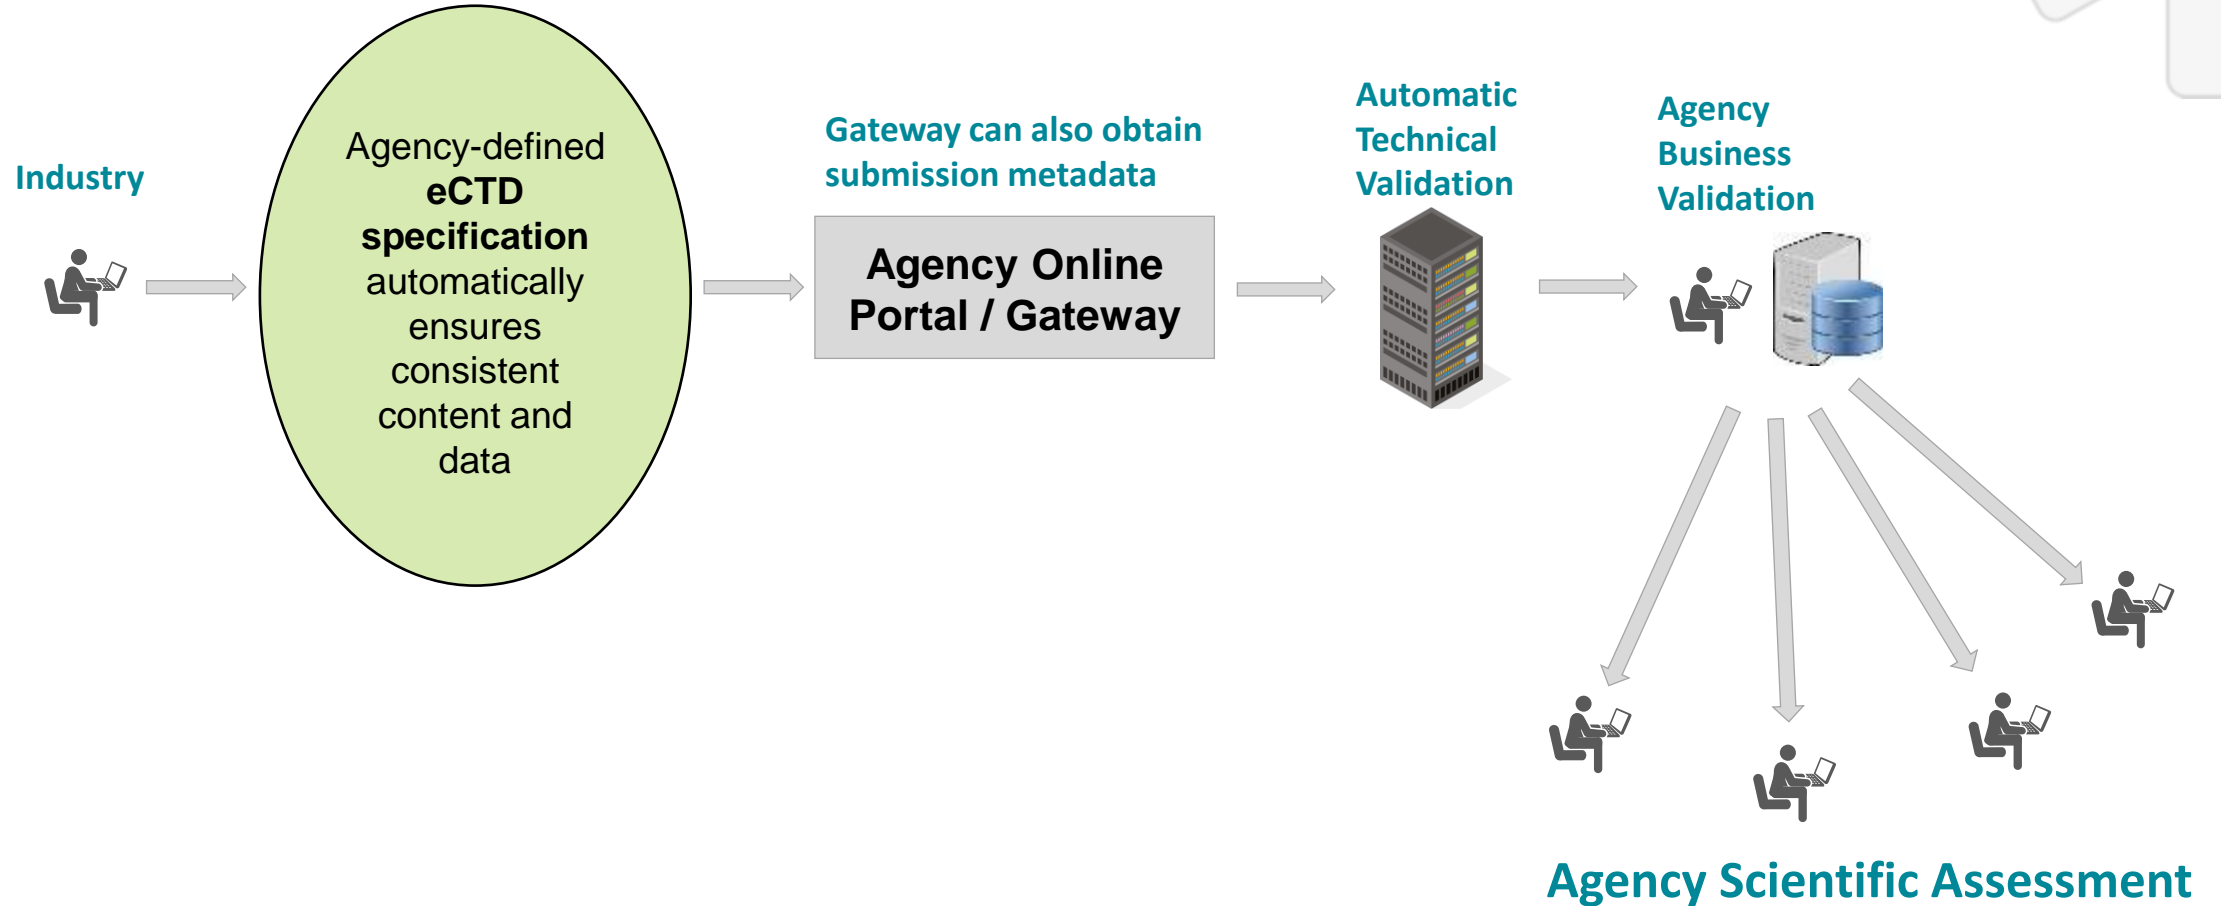 Industry
Agency-defined
eCTD
specification
automatically
ensures
consistent
content and
data
Gateway can also obtain
submission metadata
Agency Online
Portal / Gateway
Automatic
Technical
Validation
Agency
Business
Validation
Agency Scientific Assessment